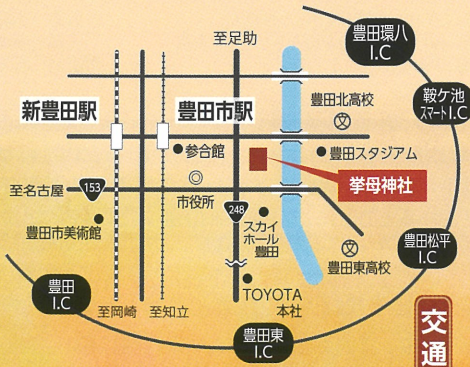 至足助
豊田環八
I.C
鞍ケ池
スマートI.C
新豊田駅
豊田市駅
豊田北高校
文
参合館
豊田スタジアム
至名古屋
153
市役所
挙母神社
248
スカイ
ホール
豊田
豊田市美術館
文
豊田東高校
豊田松平
I.C
豊田
I.C
TOYOTA
本社
至岡崎
至知立
豊田東
I.C
交通